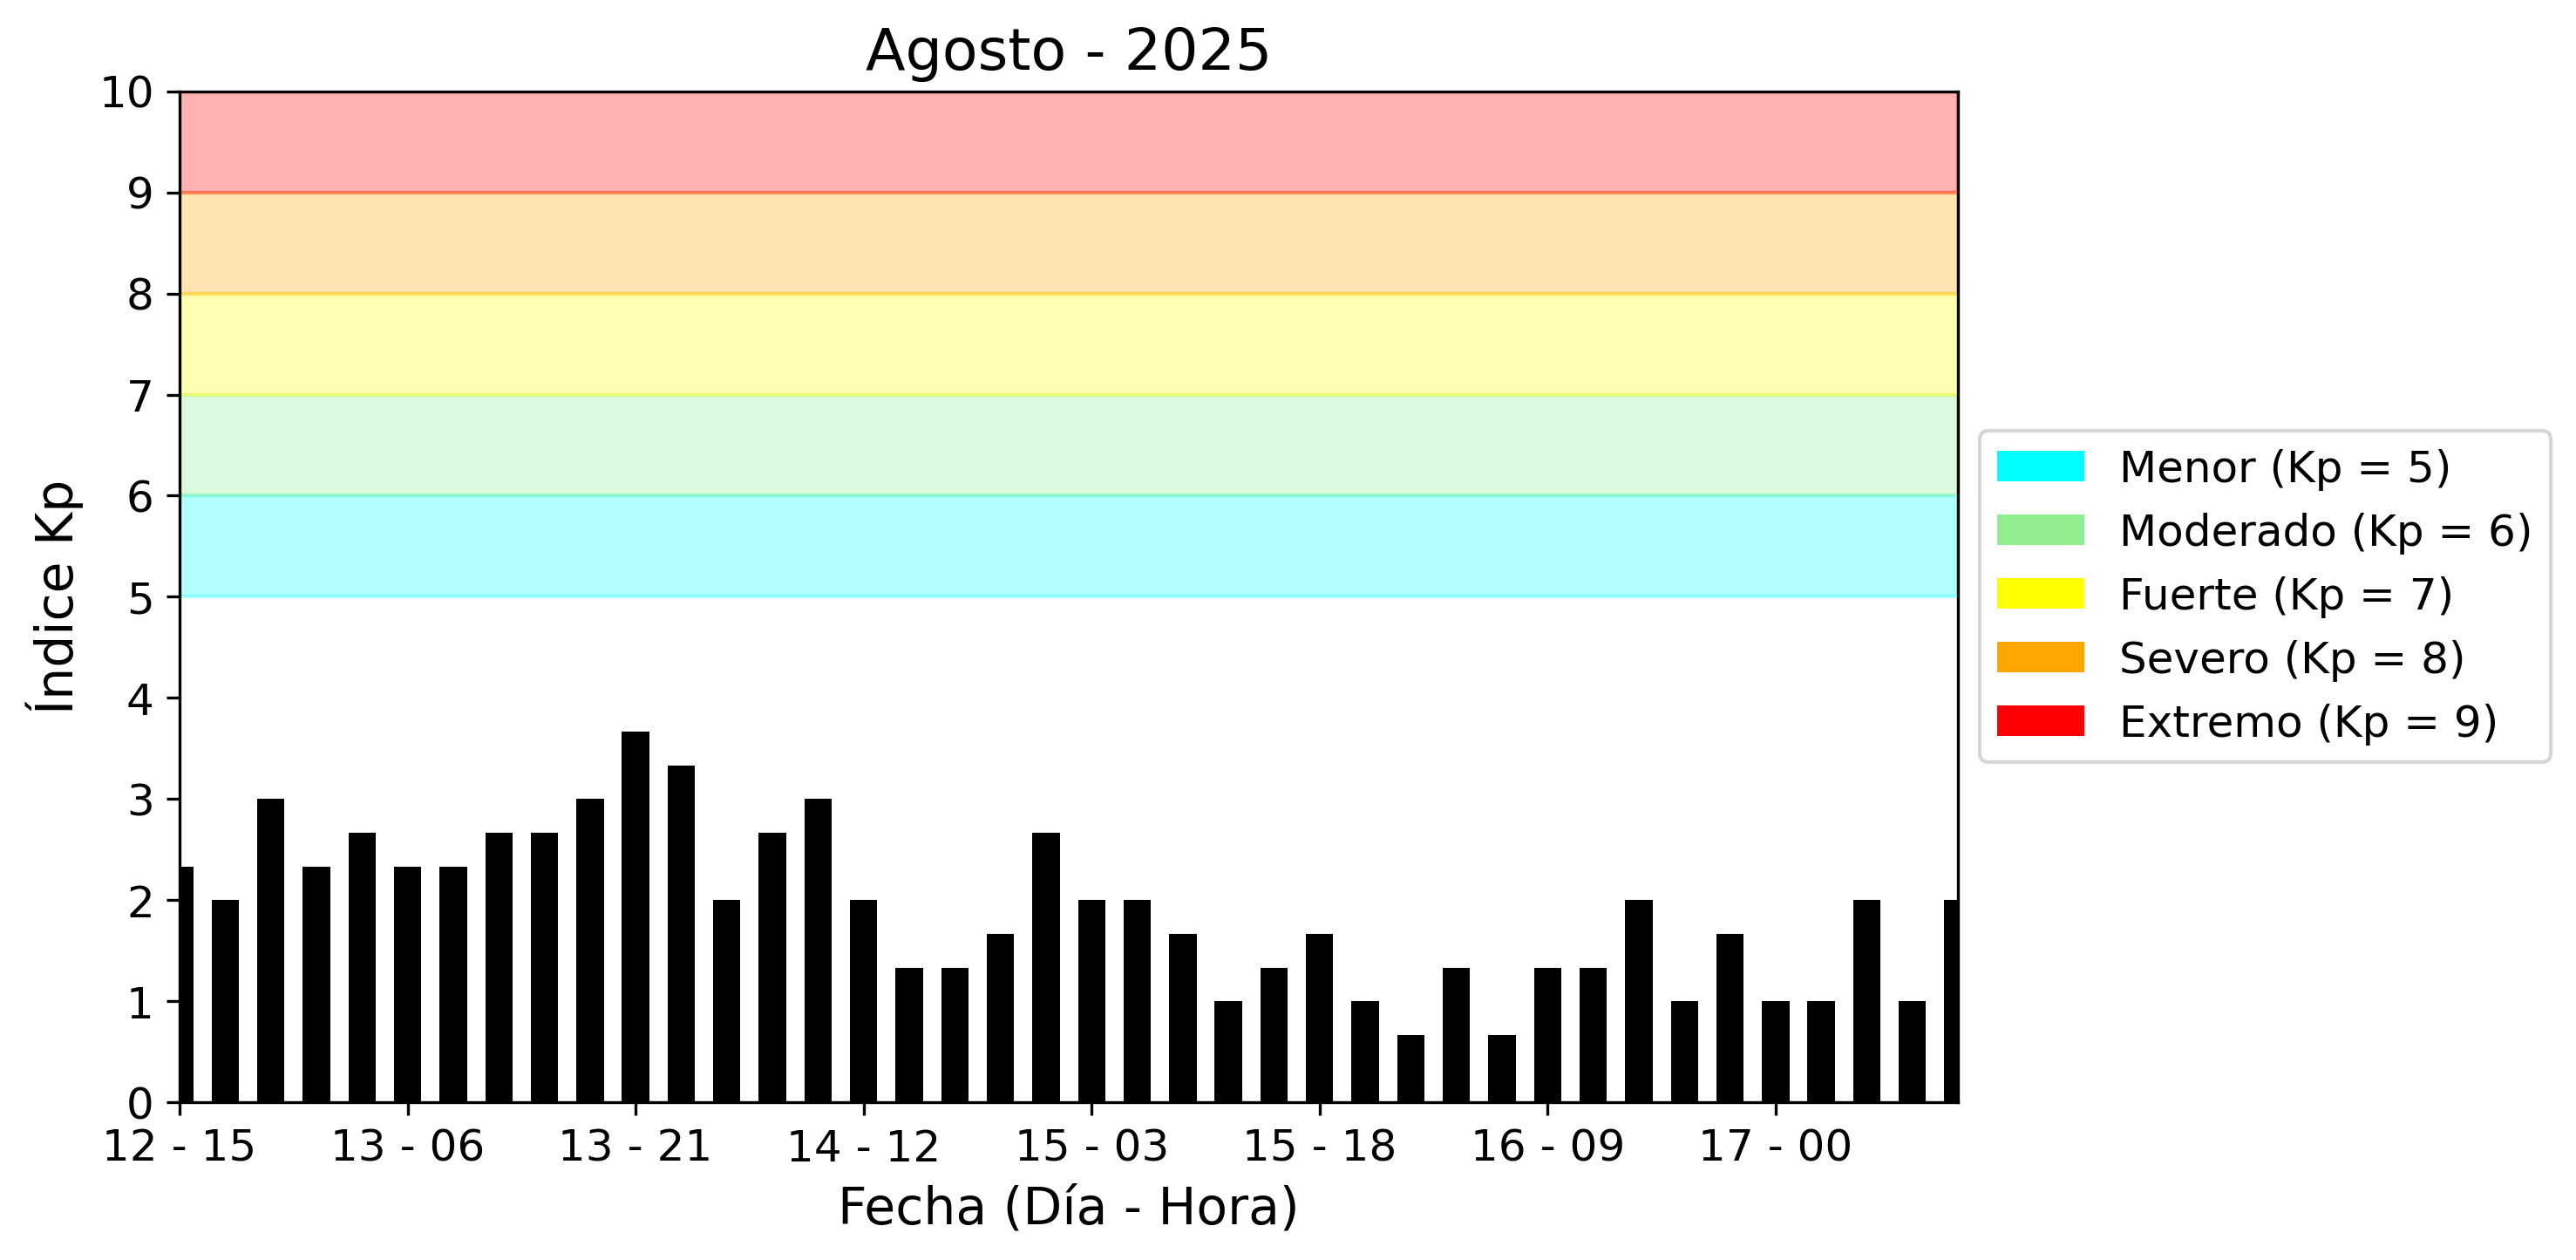 Agosto - 2025
10
9
8
7
6
5
4
3
2
1
0
Índice Kp
12 - 15
13 - 06
13 - 21
14 - 12
15 - 03
15 - 18
16 - 09
17 - 00
Fecha (Día - Hora)
Menor (Kp = 5)
Moderado (Kp = 6)
Fuerte (Kp = 7)
Severo (Kp = 8)
Extremo (Kp = 9)